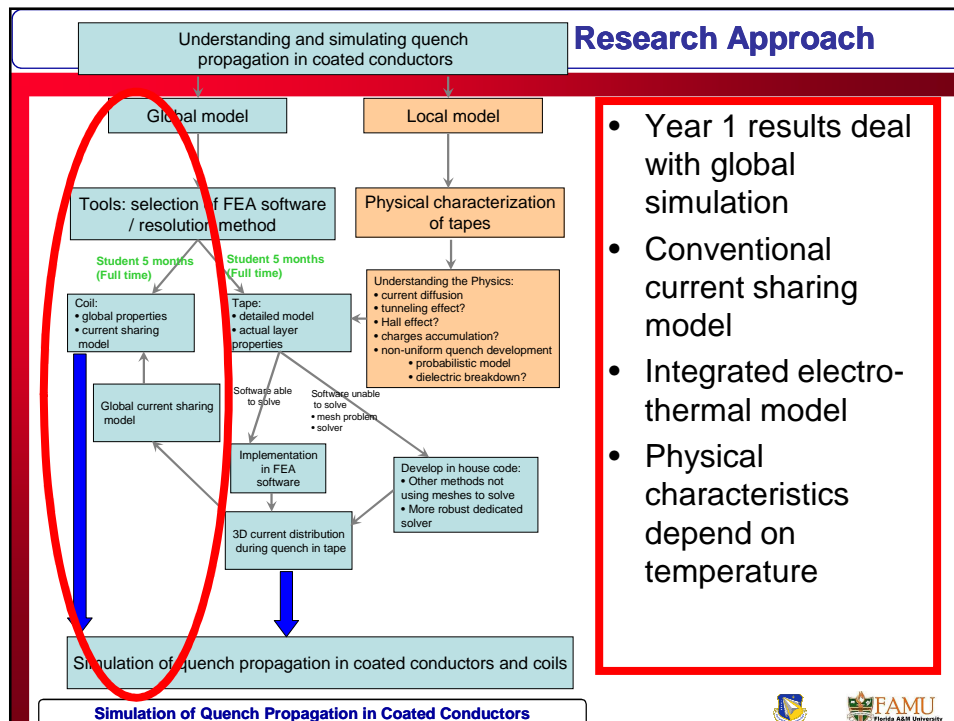 Research Approach
Understanding and simulating quench
propagation in coated conductors
Global model
Local model
Tools: selection of FEA software
/ resolution method
Physical characterization
of tapes
Student 5 months
(Full time)
Student 5 months
(Full time)
Coil:
• global properties
• current sharing
model
Tape:
• detailed model
• actual layer
properties
Understanding the Physics:
• current diffusion
• tunneling effect?
• Hall effect?
• charges accumulation?
• non-uniform quench development
• probabilistic model
• dielectric breakdown?
Global current sharing
model
Software able
to solve
Software unable
to solve
• mesh problem
• solver
Implementation
in FEA
software
Develop in house code:
• Other methods not
using meshes to solve
• More robust dedicated
solver
3D current distribution
during quench in tape
Simulation of quench propagation in coated conductors and coils
• Year 1 results deal
with global
simulation
• Conventional
current sharing
model
• Integrated electro-
thermal model
• Physical
characteristics
depend on
temperature
Simulation of Quench Propagation in Coated Conductors
FAMU
Florida A&M University